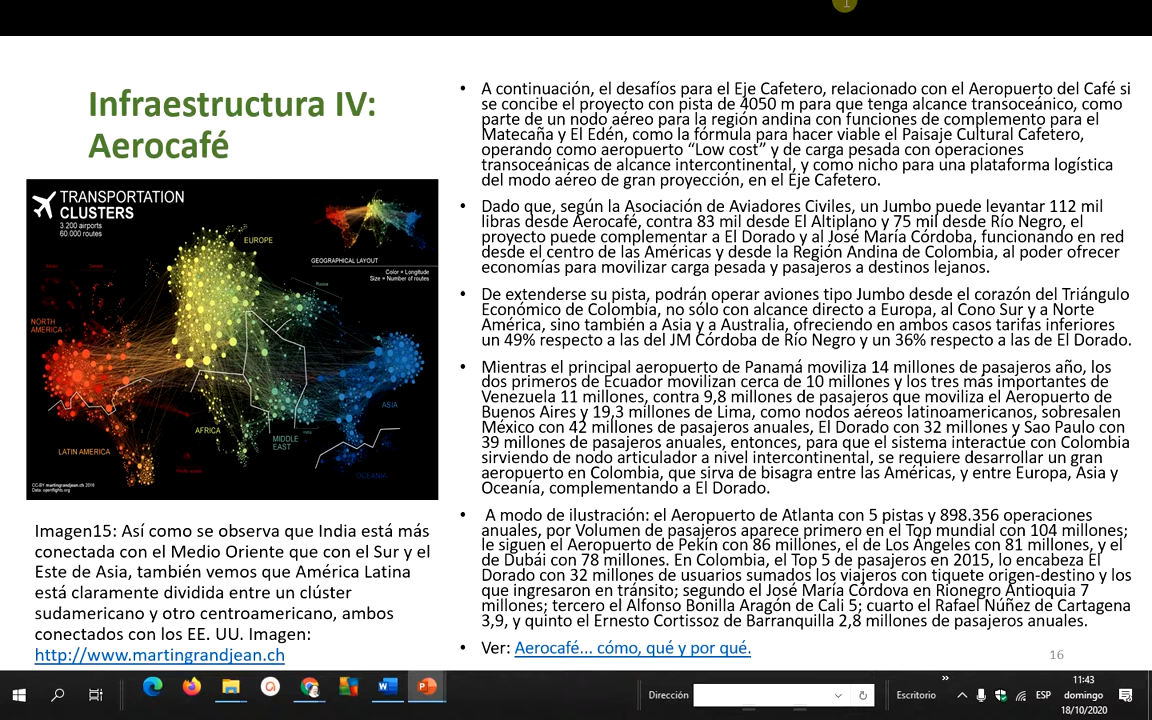 Infraestructura IV:
Aerocafé
TRANSPORTATION
CLUSTERS
3.200 airports
60 000 routes
EUROPE
GEOGRAPHICAL LAYOUT
Color = Longitude
Size = Number of routes
Russia
NORTH
AMERICA
ASIA
AFRICA
MIDDLE
EAST
LATIN AMERICA
OCEANIA
CC-BY martingrandjean.ch 2016
Data: openflights.org
Imagen15: Así como se observa que India está más
conectada con el Medio Oriente que con el Sur y el
Este de Asia, también vemos que América Latina
está claramente dividida entre un clúster
sudamericano y otro centroamericano, ambos
conectados con los EE. UU. Imagen:
http://www.martingrandjean.ch
• A continuación, el desafíos para el Eje Cafetero, relacionado con el Aeropuerto del Café si
se concibe el proyecto con pista de 4050 m para que tenga alcance transoceánico, como
parte de un nodo aéreo para la región andina con funciones de complemento para el
Matecaña y El Edén, como la fórmula para hacer viable el Paisaje Cultural Cafetero,
operando como aeropuerto “Low cost” y de carga pesada con operaciones
transoceánicas de alcance intercontinental, y como nicho para una plataforma logística
del modo aéreo de gran proyección, en el Eje Cafetero.
• Dado que, según la Asociación de Aviadores Civiles, un Jumbo puede levantar 112 mil
libras desde Aerocafé, contra 83 mil desde El Altiplano y 75 mil desde Río Negro, el
proyecto puede complementar a El Dorado y al José María Córdoba, funcionando en red
desde el centro de las Américas y desde la Región Andina de Colombia, al poder ofrecer
economías para movilizar carga pesada y pasajeros a destinos lejanos.
• De extenderse su pista, podrán operar aviones tipo Jumbo desde el corazón del Triángulo
Económico de Colombia, no sólo con alcance directo a Europa, al Cono Sur y a Norte
América, sino también a Asia y a Australia, ofreciendo en ambos casos tarifas inferiores
un 49% respecto a las del JM Córdoba de Río Negro y un 36% respecto a las de El Dorado.
• Mientras el principal aeropuerto de Panamá moviliza 14 millones de pasajeros año, los
dos primeros de Ecuador movilizan cerca de 10 millones y los tres más importantes de
Venezuela 11 millones, contra 9,8 millones de pasajeros que moviliza el Aeropuerto de
Buenos Aires y 19,3 millones de Lima, como nodos aéreos latinoamericanos, sobresalen
México con 42 millones de pasajeros anuales, El Dorado con 32 millones y Sao Paulo con
39 millones de pasajeros anuales, entonces, para que el sistema interactúe con Colombia
sirviendo de nodo articulador a nivel intercontinental, se requiere desarrollar un gran
aeropuerto en Colombia, que sirva de bisagra entre las Américas, y entre Europa, Asia y
Oceanía, complementando a El Dorado.
• A modo de ilustración: el Aeropuerto de Atlanta con 5 pistas y 898.356 operaciones
anuales, por Volumen de pasajeros aparece primero en el Top mundial con 104 millones;
le siguen el Aeropuerto de Pekín con 86 millones, el de Los Ángeles con 81 millones, y el
de Dubái con 78 millones. En Colombia, el Top 5 de pasajeros en 2015, lo encabeza El
Dorado con 32 millones de usuarios sumados los viajeros con tiquete origen-destino y los
que ingresaron en tránsito; segundo el José María Córdova en Rionegro Antioquia 7
millones; tercero el Alfonso Bonilla Aragón de Cali 5; cuarto el Rafael Núñez de Cartagena
3,9, y quinto el Ernesto Cortissoz de Barranquilla 2,8 millones de pasajeros anuales.
• Ver: Aerocafé... cómo, qué y por qué.
16
Dirección
Escritorio
»
ESP
11:43
domingo
18/10/2020